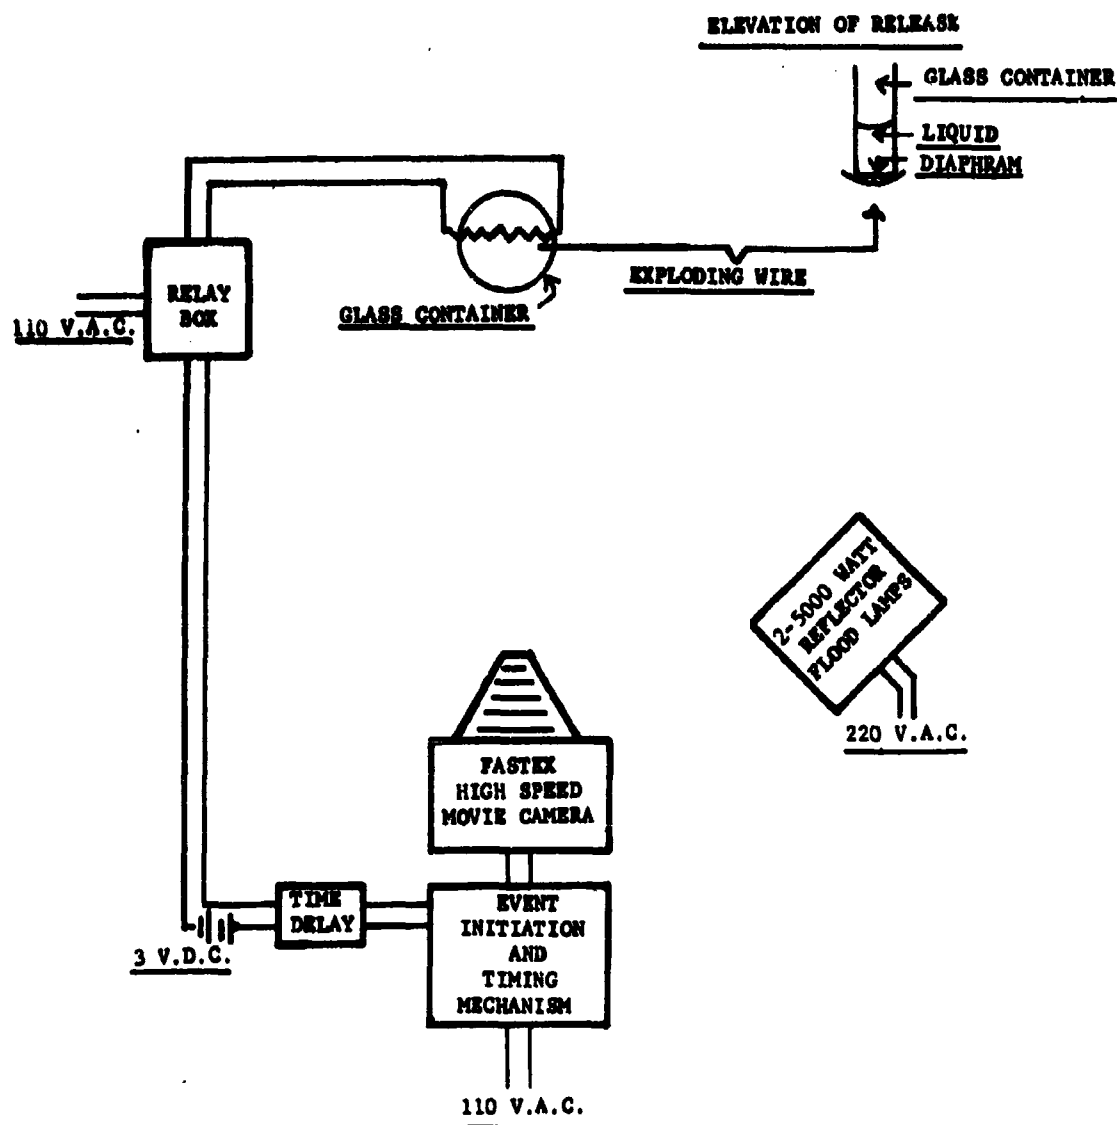 ELEVATION OF RELEASE
GLASS CONTAINER
LIQUID
DIAPHRAM
EXPLODING WIRE
GLASS CONTAINER
RELAY
BOX
110 V.A.C.
2-5000 WATT
REFLECTOR
FLOOD LAMPS
220 V.A.C.
FASTEX
HIGH SPEED
MOVIE CAMERA
TIME
DELAY
3 V.D.C.
EVENT
INITIATION
AND
TIMING
MECHANISM
110 V.A.C.